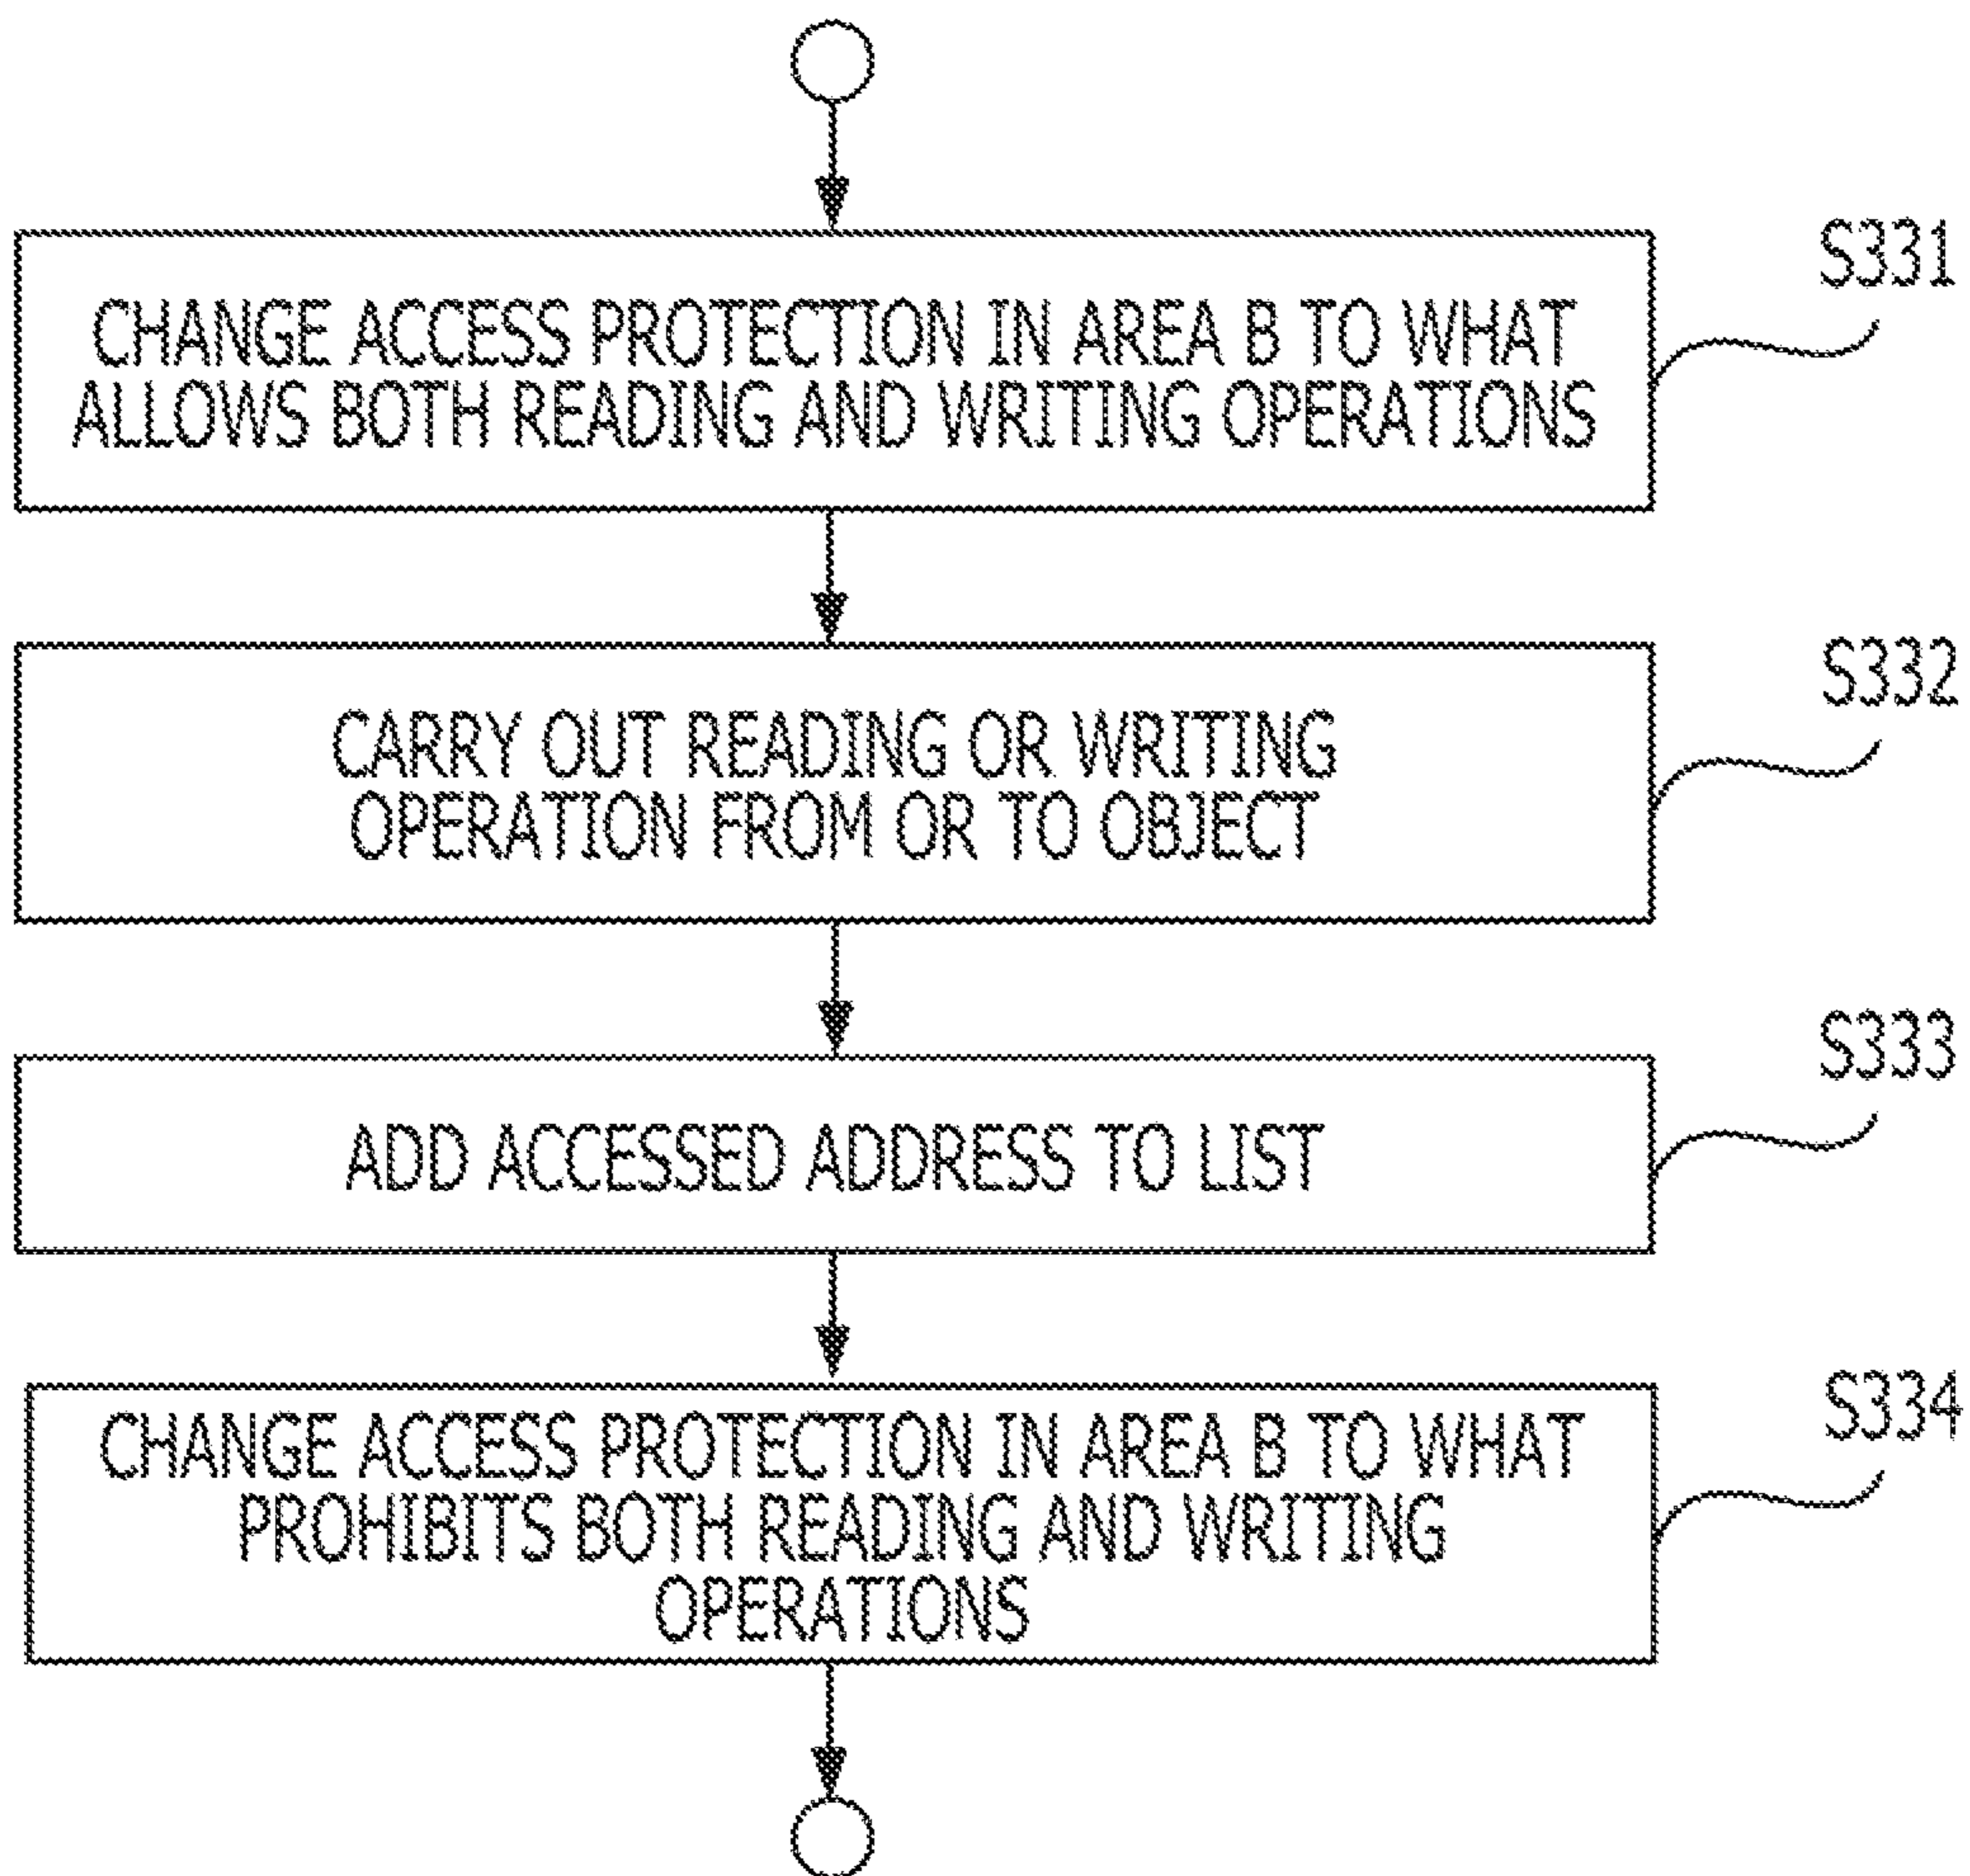 S331
CHANGE ACCESS PROTECTION IN AREA B TO WHAT
ALLOWS BOTH READING AND WRITING OPERATIONS
S332
CARRY OUT READING OR WRITING
OPERATION FROM OR TO OBJECT
S333
ADD ACCESSED ADDRESS TO LIST
S334
CHANGE ACCESS PROTECTION IN AREA B TO WHAT
PROHIBITS BOTH READING AND WRITING
OPERATIONS